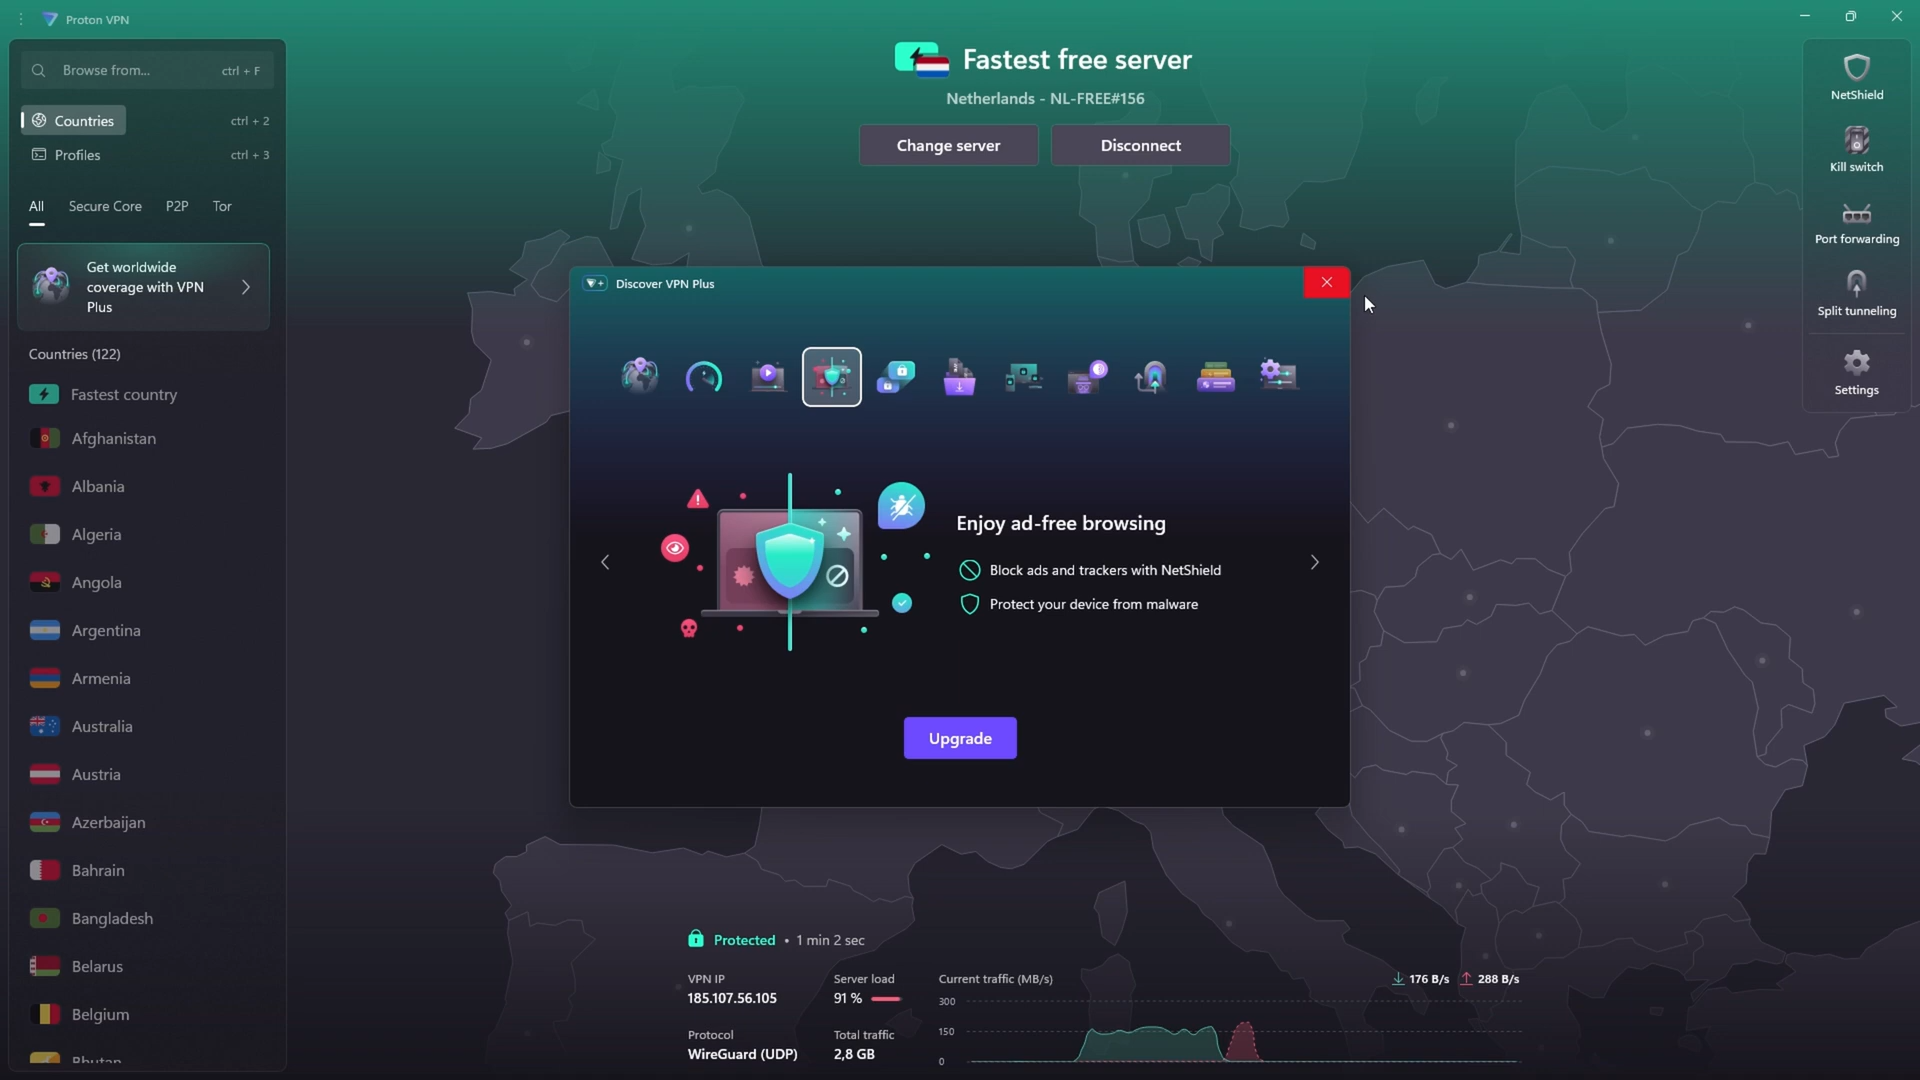 Proton VPN
Browse from...
ctrl + F
Countries
ctrl + 2
Profiles
ctrl + 3
All
Secure Core
P2P
Tor
Get worldwide
coverage with VPN
Plus
Countries (122)
Fastest country
Afghanistan
Albania
Algeria
Angola
Argentina
Armenia
Australia
Austria
Azerbaijan
Bahrain
Bangladesh
Belarus
Belgium
Bhutan
Fastest free server
Netherlands - NL-FREE#156
Change server
Disconnect
Discover VPN Plus
Enjoy ad-free browsing
Block ads and trackers with NetShield
Protect your device from malware
Upgrade
Protected • 1 min 2 sec
VPN IP
185.107.56.105
Server load
91 %
Protocol
WireGuard (UDP)
Total traffic
2,8 GB
Current traffic (MB/s)
176 B/s
288 B/s
300
150
0
NetShield
Kill switch
Port forwarding
Split tunneling
Settings